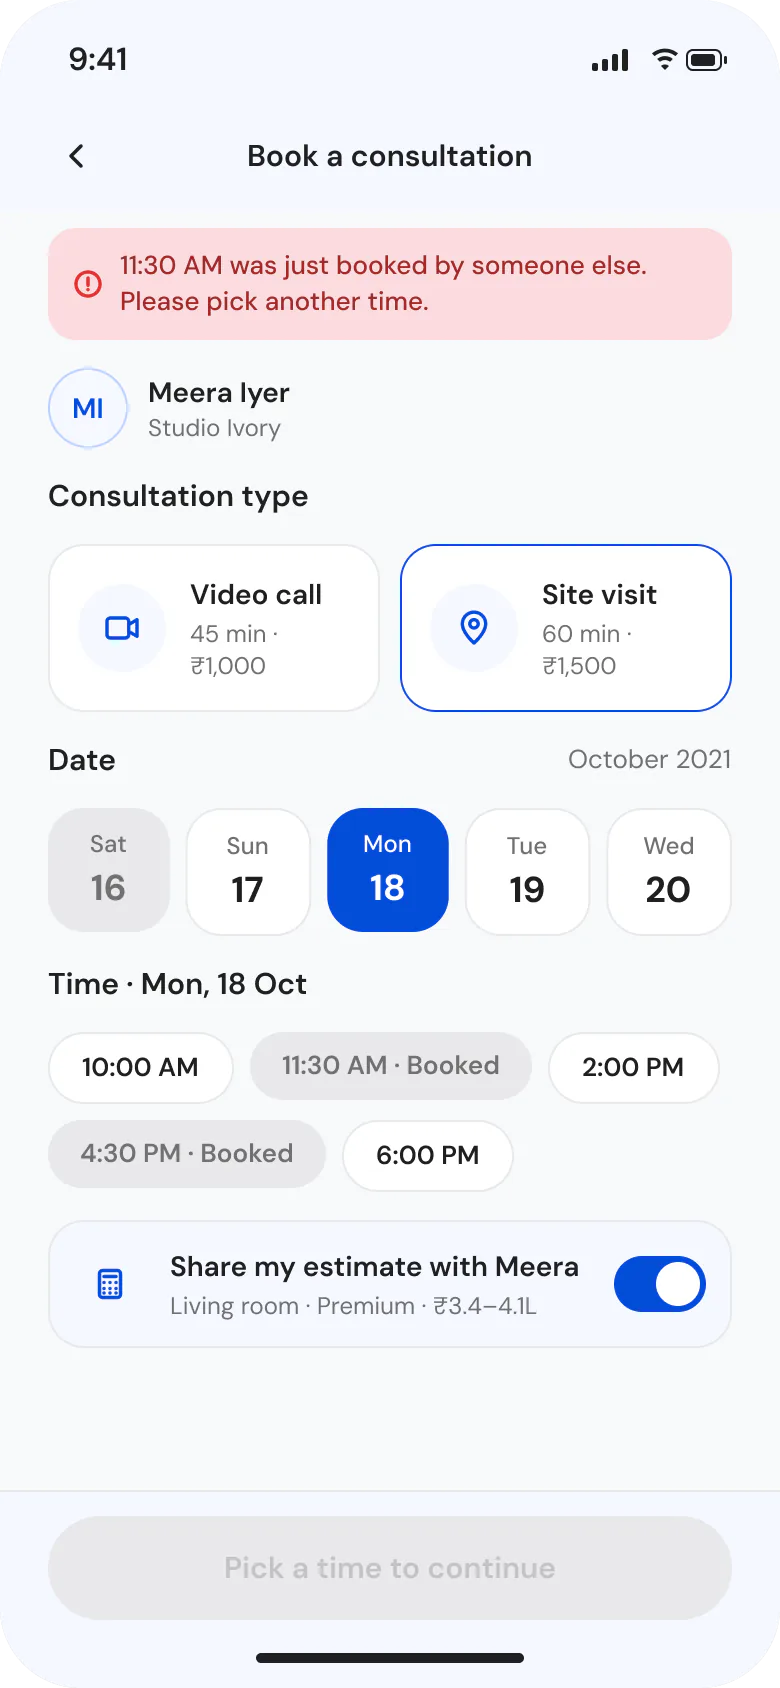 9:41
Book a consultation
11:30 AM was just booked by someone else.
Please pick another time.
MI
Meera Iyer
Studio Ivory
Consultation type
Video call
45 min ·
₹1,000
Site visit
60 min ·
₹1,500
Date
October 2021
Sat
16
Sun
17
Mon
18
Tue
19
Wed
20
Time · Mon, 18 Oct
10:00 AM
11:30 AM · Booked
2:00 PM
4:30 PM · Booked
6:00 PM
Share my estimate with Meera
Living room · Premium · ₹3.4–4.1L
Pick a time to continue